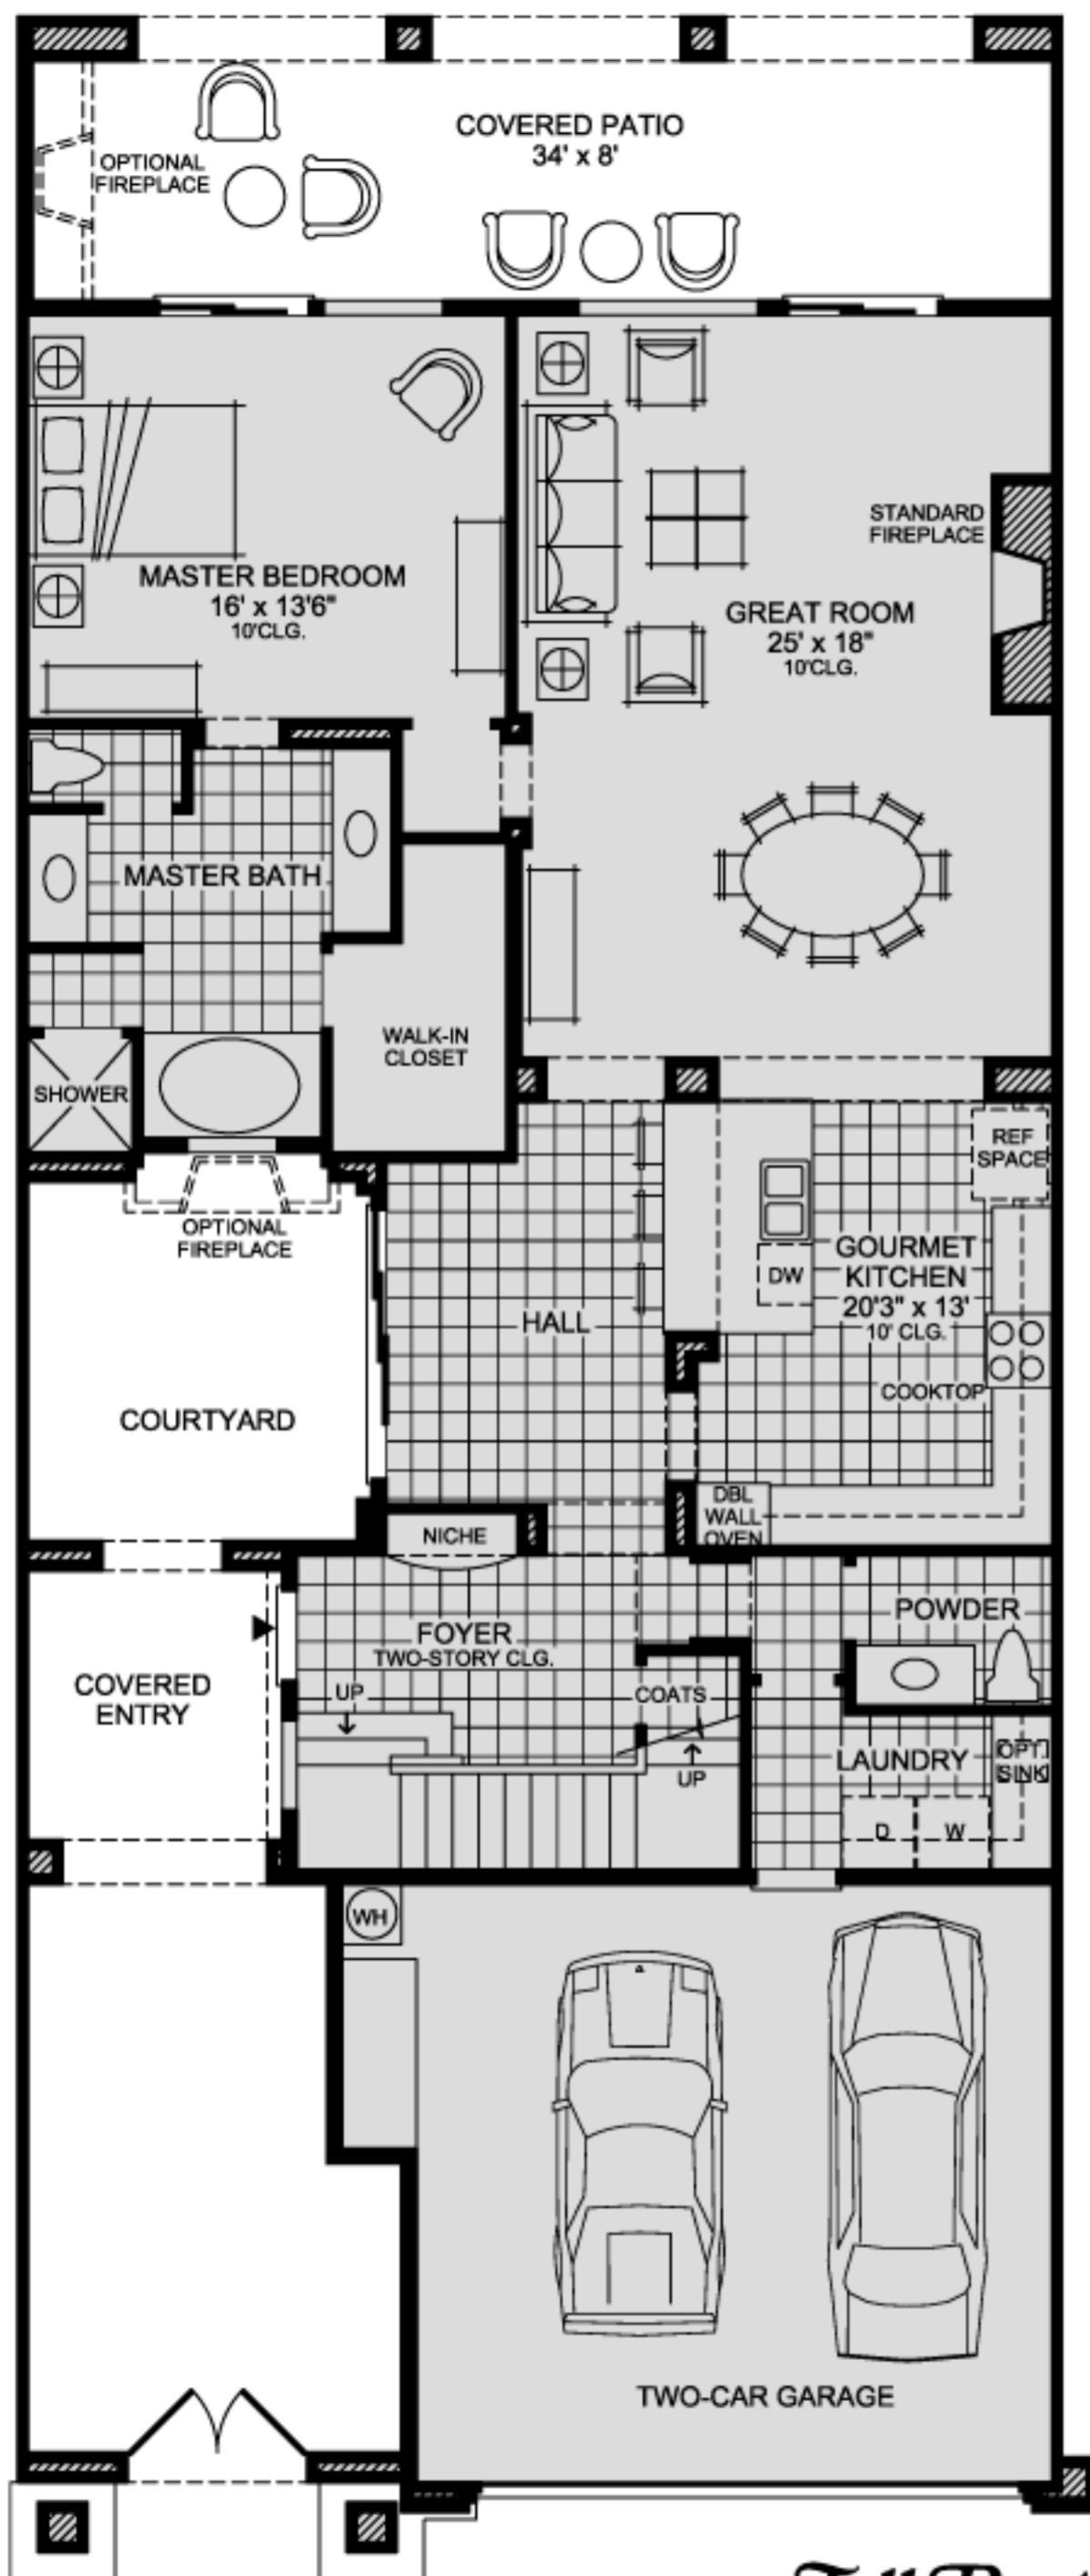 COVERED PATIO
34' x 8'
OPTIONAL
FIREPLACE
STANDARD
FIREPLACE
MASTER BEDROOM
16' x 13'6"
10'CLG.
GREAT ROOM
25' x 18"
10'CLG.
MASTER BATH
WALK-IN
CLOSET
SHOWER
REF
SPACE
OPTIONAL
FIREPLACE
GOURMET
KITCHEN
20'3" x 13'
10' CLG.
DW
HALL
COOKTOP
COURTYARD
DBL
WALL
OVEN
NICHE
POWDER
FOYER
TWO-STORY CLG.
COVERED
ENTRY
UP
COATS
LAUNDRY
OPT.
SINK
UP
D
W
WH
TWO-CAR GARAGE